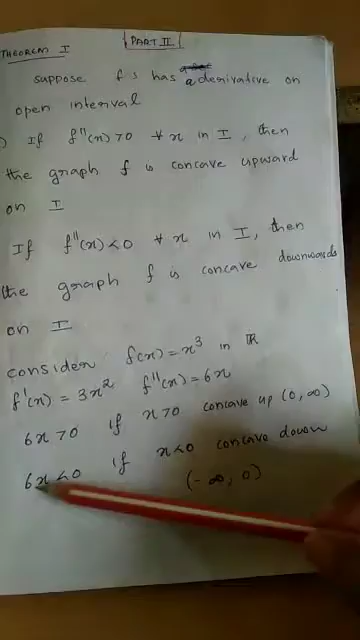 THEOREM I
PART II
suppose f's has a derivative on
open interval
) If f''(x) > 0 ∀ x in I, then
the graph f is concave upward
on I
If f''(x) < 0 ∀ x in I, then
the graph f is concave downwards
on I
consider f(x) = x³ in ℝ
f'(x) = 3x² f''(x) = 6x
6x > 0 if x > 0 concave up (0, ∞)
6x < 0 if x < 0 concave down
(-∞, 0)